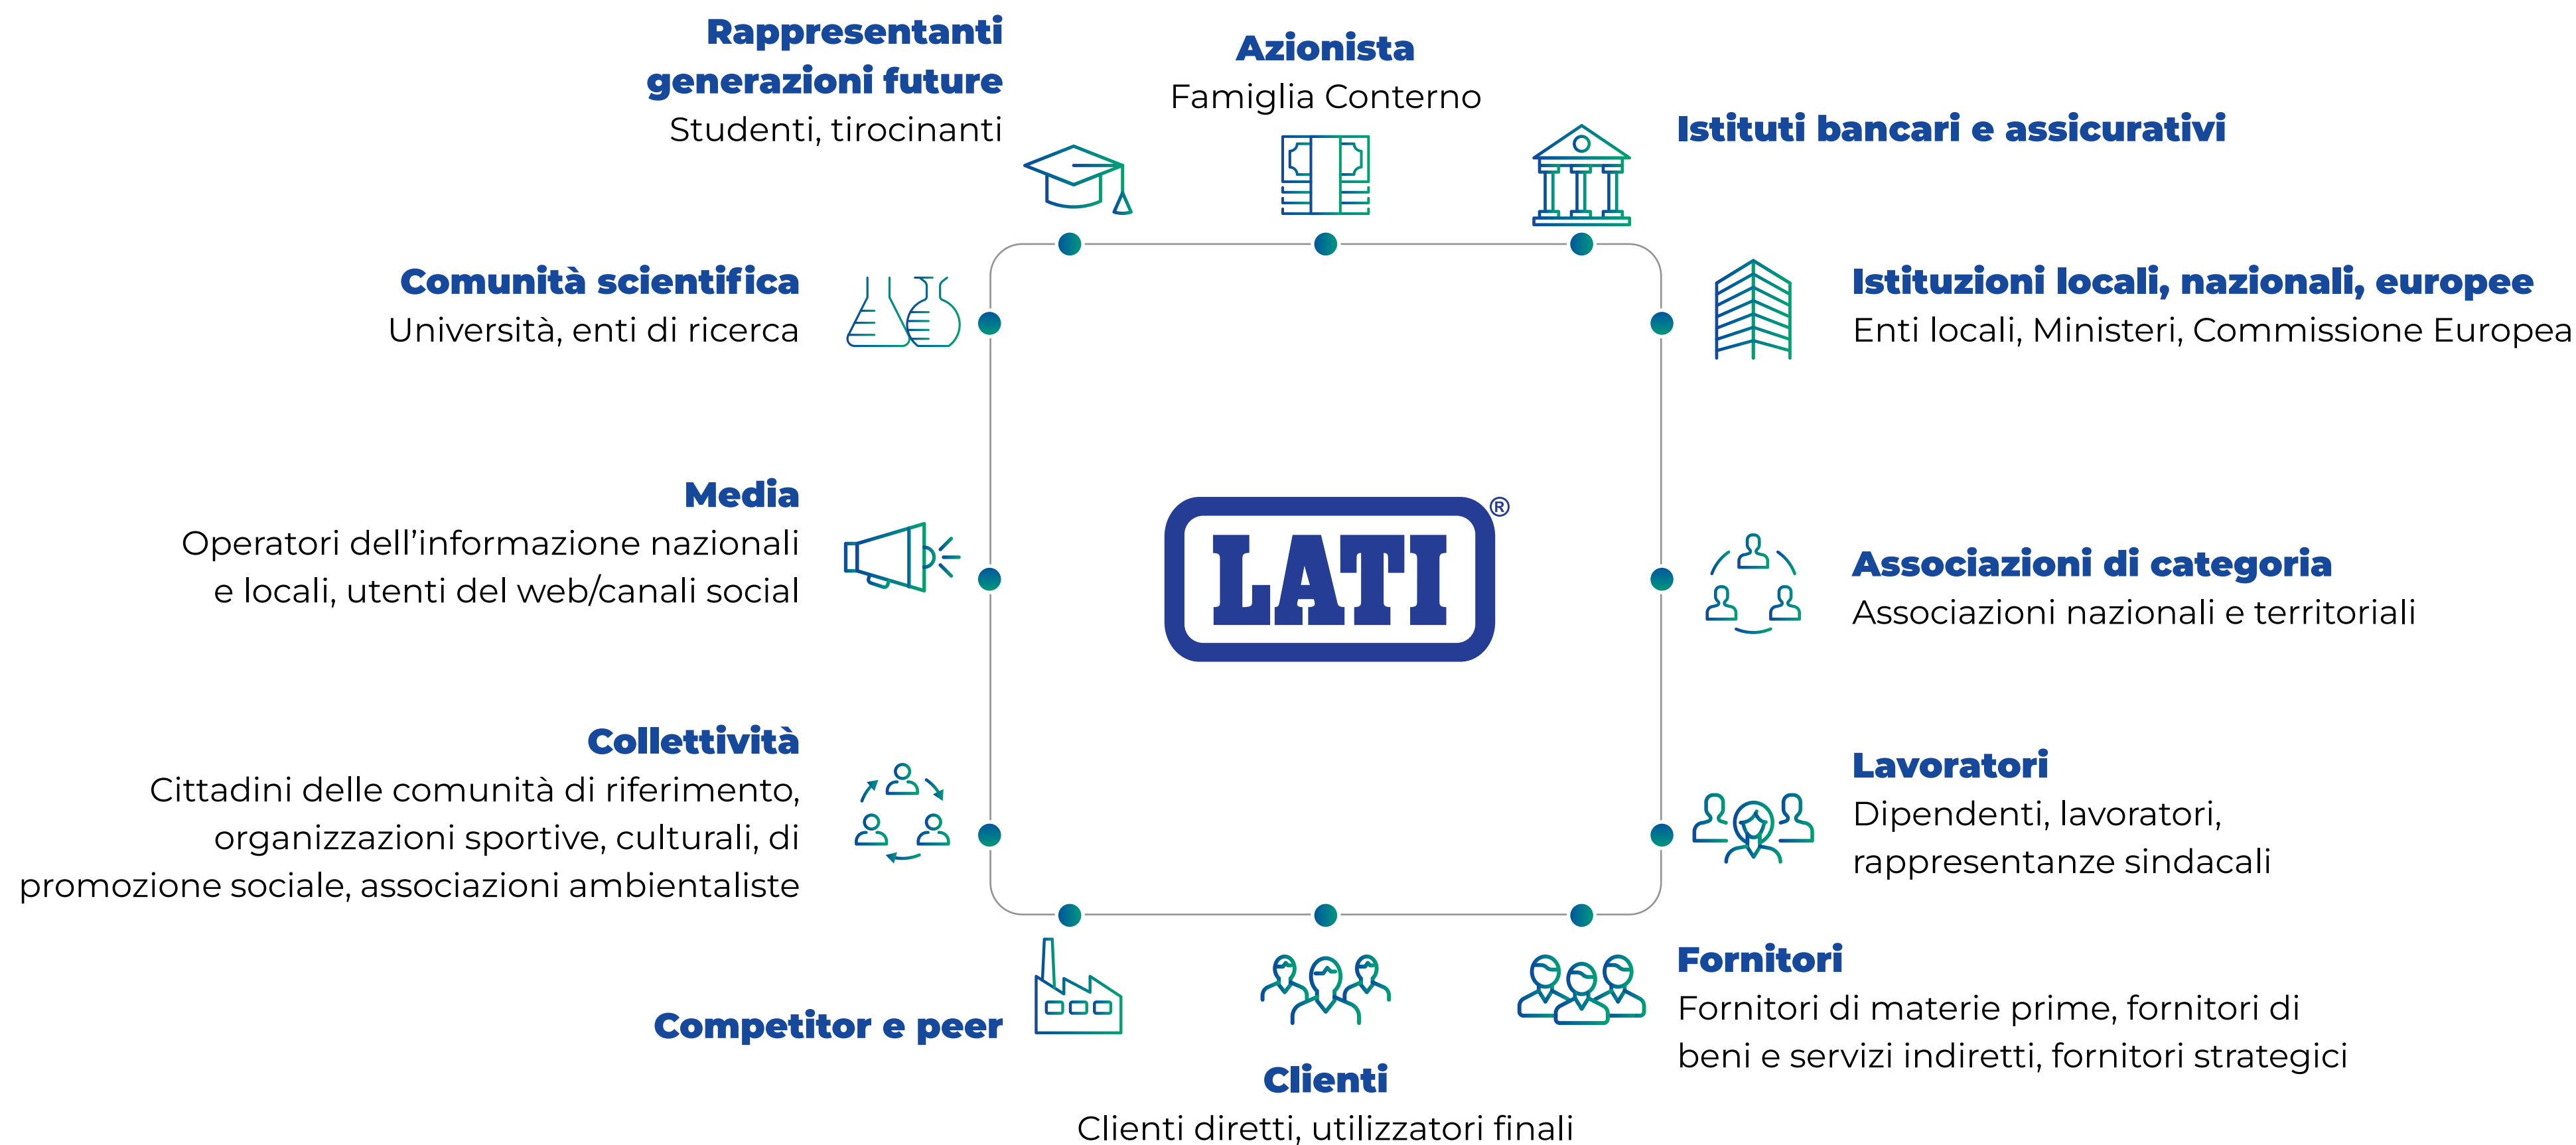 Rappresentanti
generazioni future
Studenti, tirocinanti
Azionista
Famiglia Conterno
Istituti bancari e assicurativi
Comunità scientifica
Università, enti di ricerca
Istituzioni locali, nazionali, europee
Enti locali, Ministeri, Commissione Europea
Media
Operatori dell’informazione nazionali
e locali, utenti del web/canali social
LATI®
Associazioni di categoria
Associazioni nazionali e territoriali
Collettività
Cittadini delle comunità di riferimento,
organizzazioni sportive, culturali, di
promozione sociale, associazioni ambientaliste
Lavoratori
Dipendenti, lavoratori,
rappresentanze sindacali
Competitor e peer
Clienti
Clienti diretti, utilizzatori finali
Fornitori
Fornitori di materie prime, fornitori di
beni e servizi indiretti, fornitori strategici